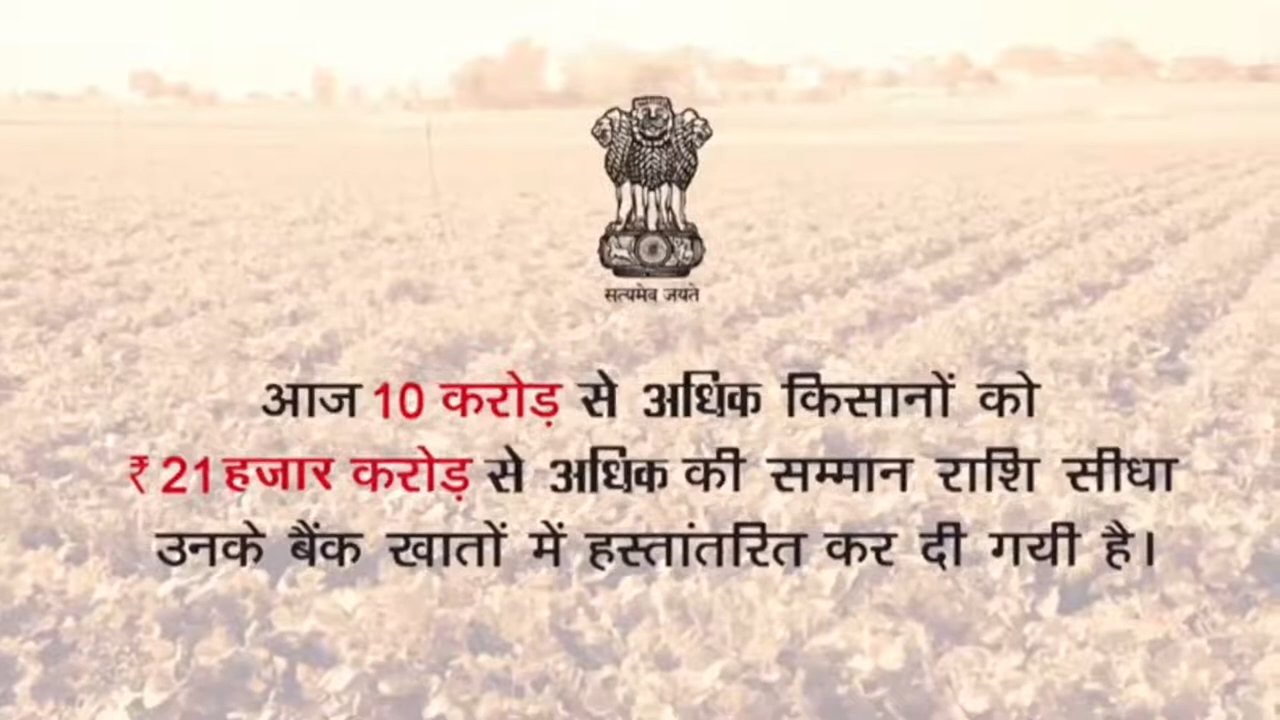 सत्यमेव जयते
आज 10 करोड़ से अधिक किसानों को
₹21 हजार करोड़ से अधिक की सम्मान राशि सीधा
उनके बैंक खातों में हस्तांतरित कर दी गयी है।